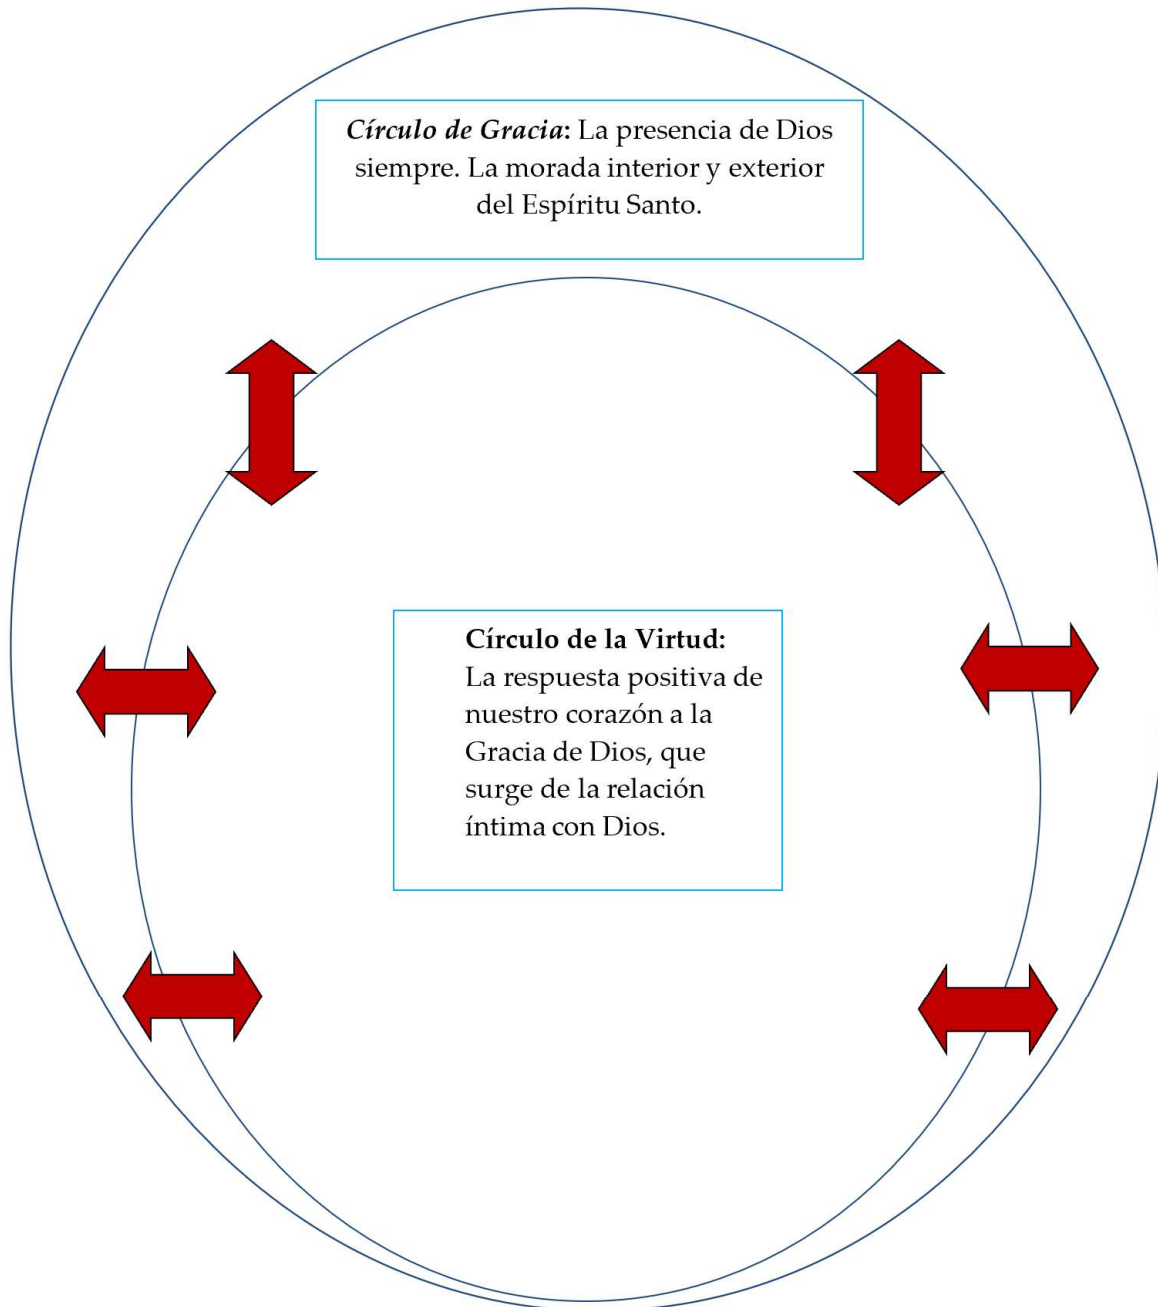 Círculo de Gracia: La presencia de Dios
siempre. La morada interior y exterior
del Espíritu Santo.
Círculo de la Virtud:
La respuesta positiva de
nuestro corazón a la
Gracia de Dios, que
surge de la relación
íntima con Dios.